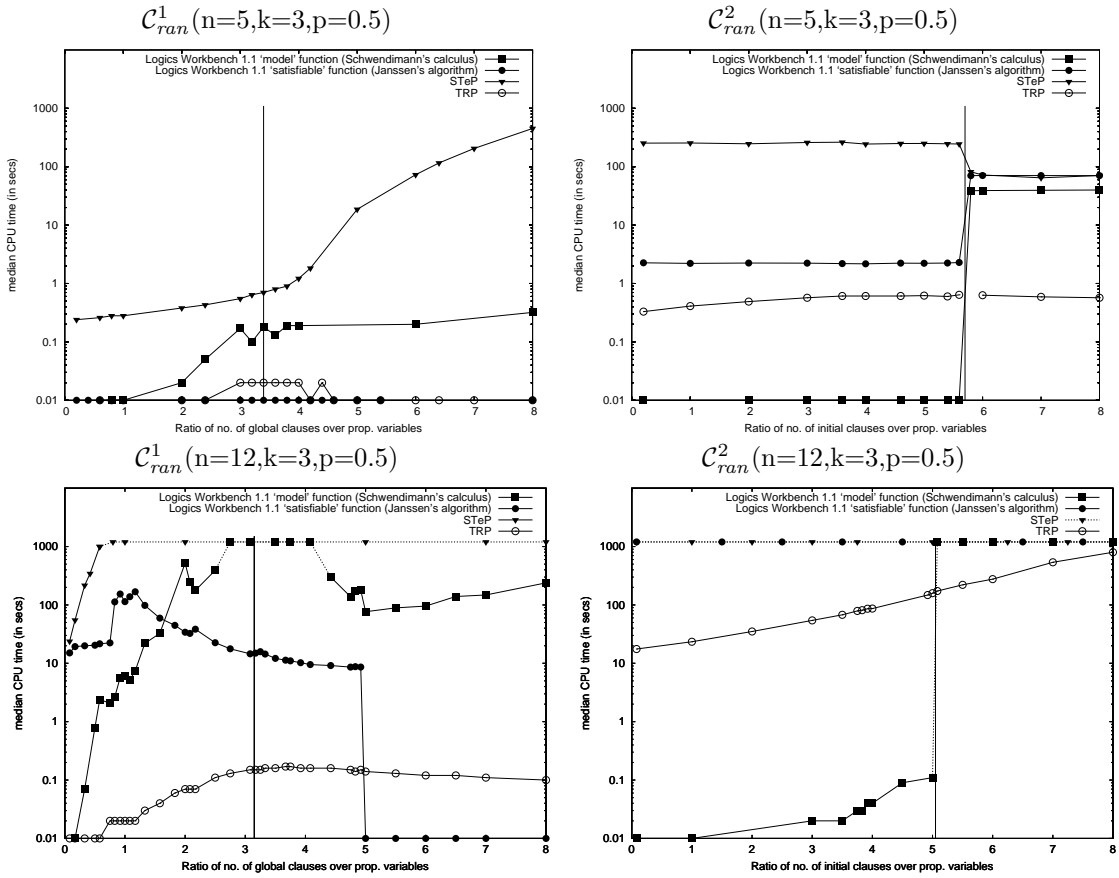 C^1_ran(n=5,k=3,p=0.5)
Logics Workbench 1.1 ‘model’ function (Schwendimann's calculus)
Logics Workbench 1.1 ‘satisfiable’ function (Janssen's algorithm)
STeP
TRP
median CPU time (in secs)
1000
100
10
1
0.1
0.01
0 1 2 3 4 5 6 7 8
Ratio of no. of global clauses over prop. variables
C^2_ran(n=5,k=3,p=0.5)
Logics Workbench 1.1 ‘model’ function (Schwendimann's calculus)
Logics Workbench 1.1 ‘satisfiable’ function (Janssen's algorithm)
STeP
TRP
median CPU time (in secs)
1000
100
10
1
0.1
0.01
0 1 2 3 4 5 6 7 8
Ratio of no. of initial clauses over prop. variables
C^1_ran(n=12,k=3,p=0.5)
Logics Workbench 1.1 ‘model’ function (Schwendimann's calculus)
Logics Workbench 1.1 ‘satisfiable’ function (Janssen's algorithm)
STeP
TRP
median CPU time (in secs)
1000
100
10
1
0.1
0.01
0 1 2 3 4 5 6 7 8
Ratio of no. of global clauses over prop. variables
C^2_ran(n=12,k=3,p=0.5)
Logics Workbench 1.1 ‘model’ function (Schwendimann's calculus)
Logics Workbench 1.1 ‘satisfiable’ function (Janssen's algorithm)
STeP
TRP
median CPU time (in secs)
1000
100
10
1
0.1
0.01
0 1 2 3 4 5 6 7 8
Ratio of no. of initial clauses over prop. variables